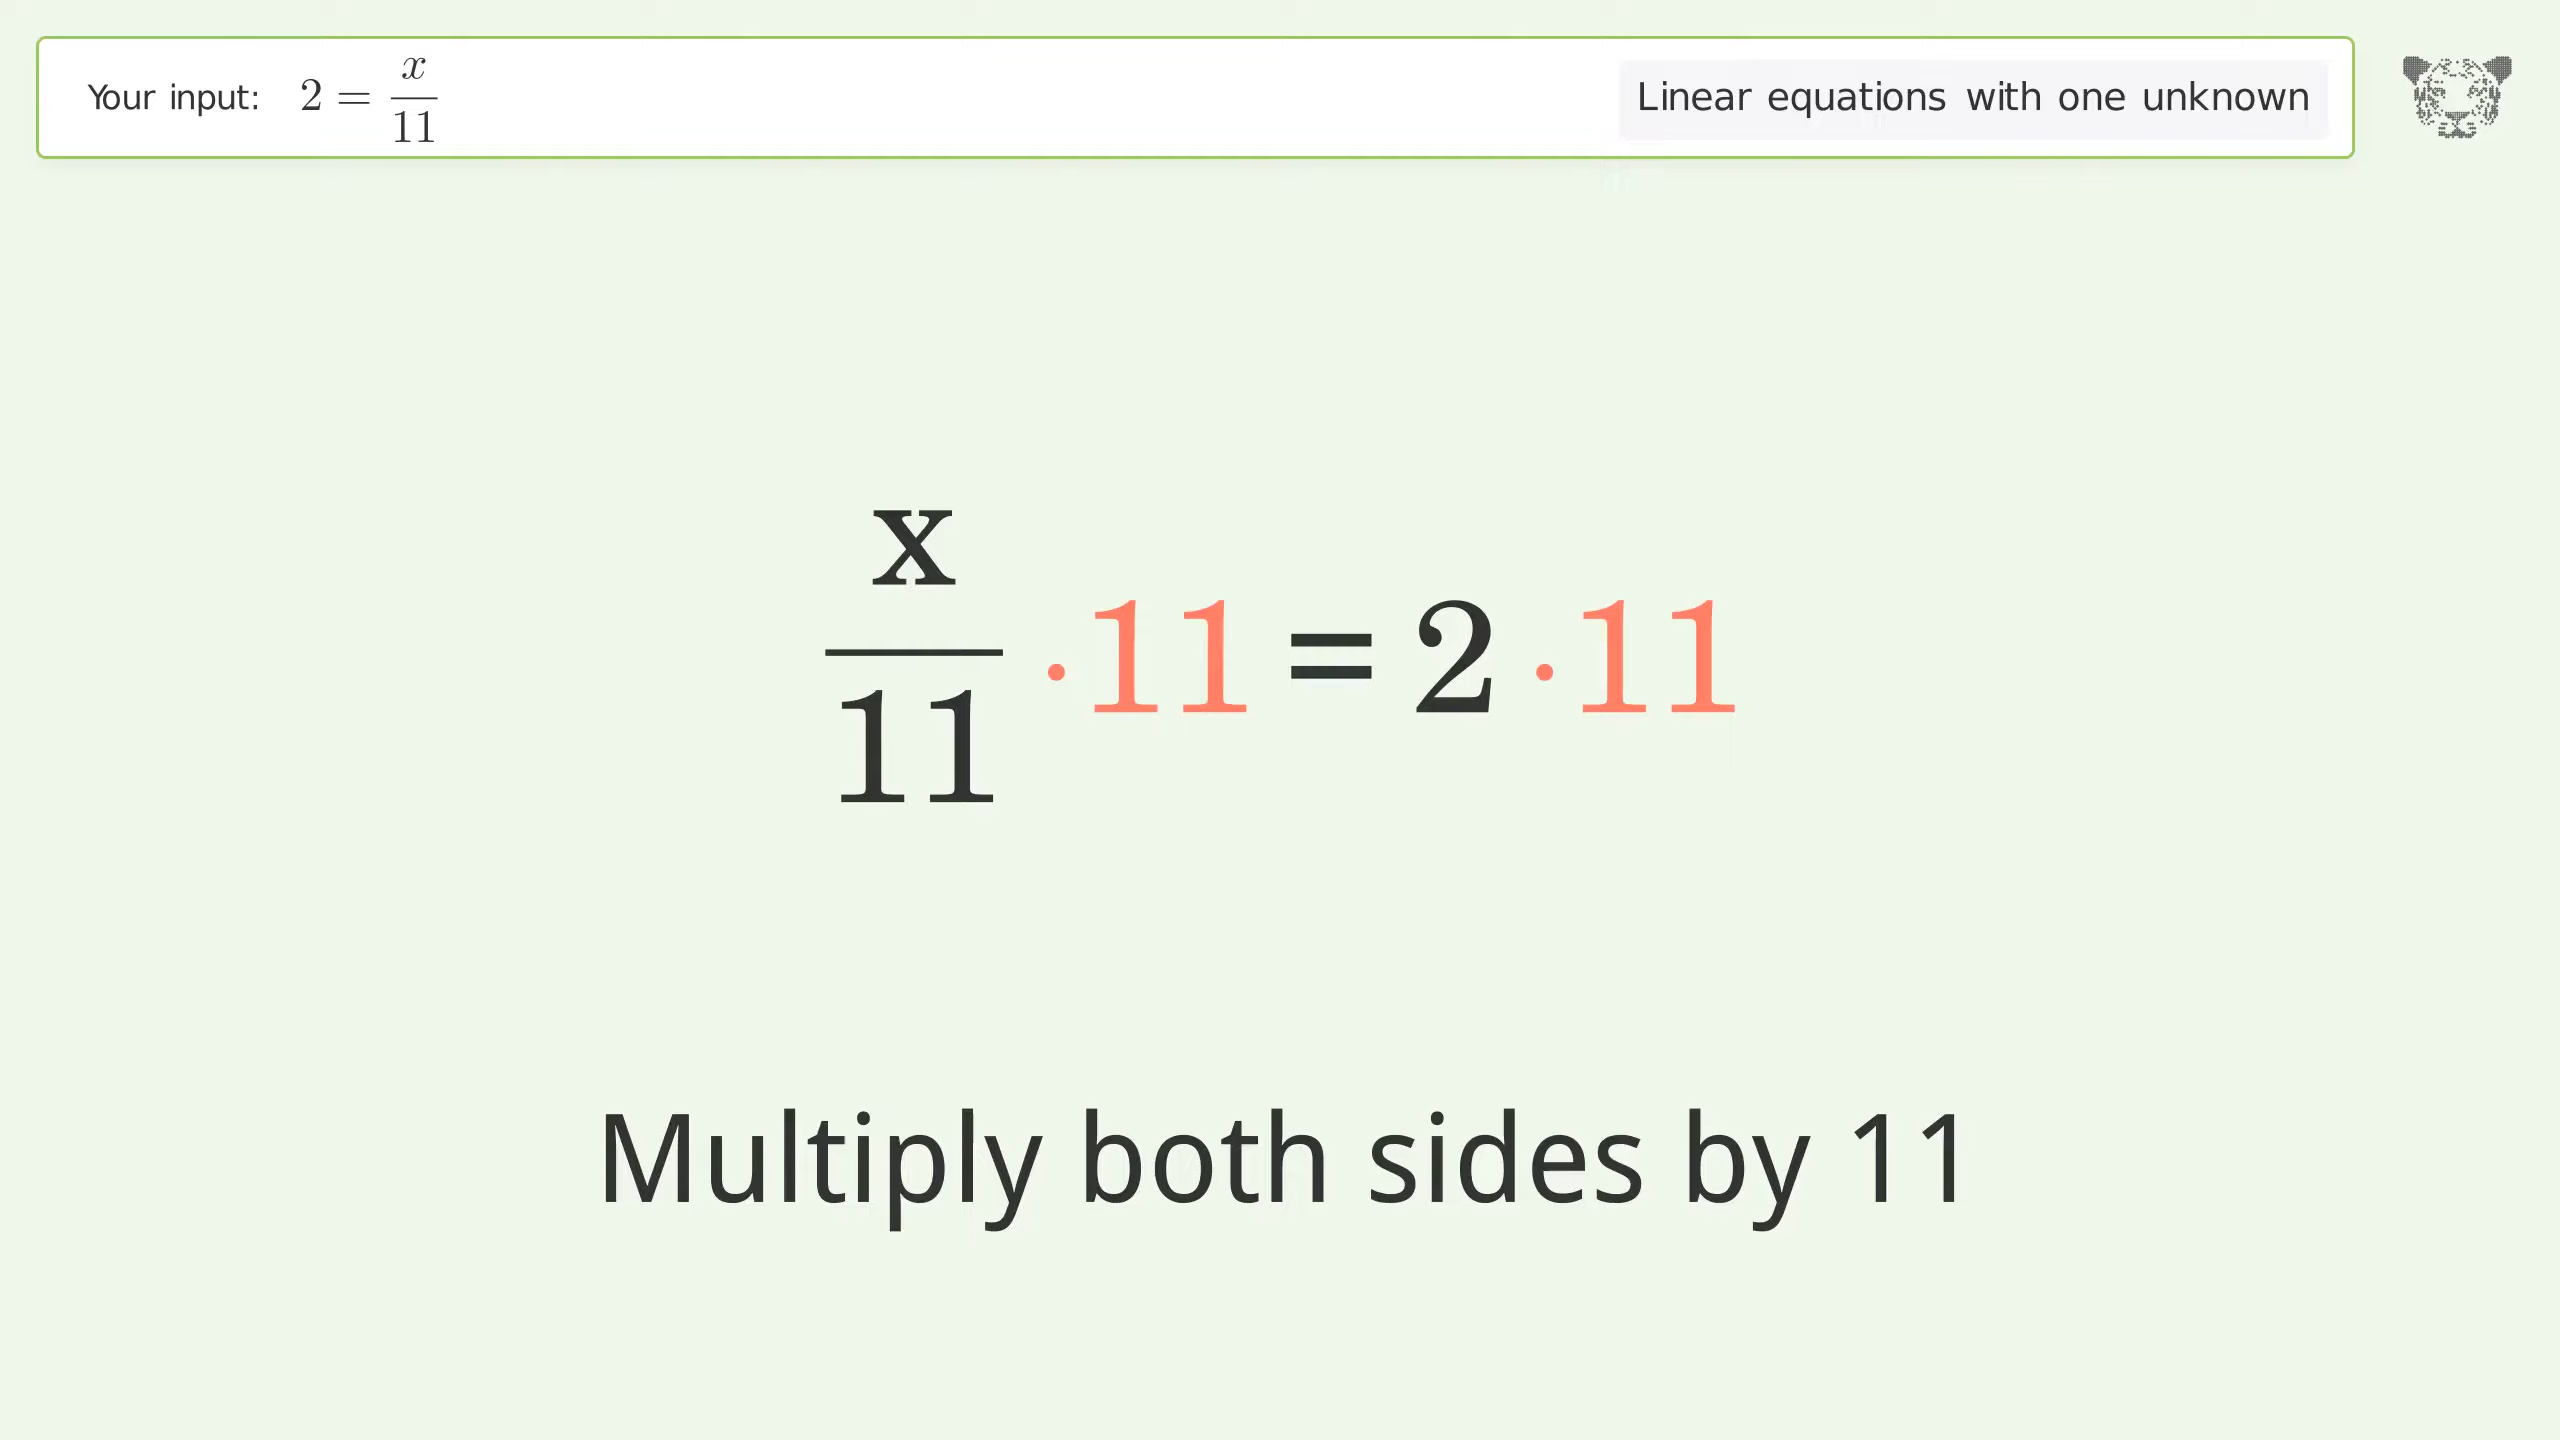 Your input: 2 = x/11
Linear equations with one unknown
x/11 · 11 = 2 · 11
Multiply both sides by 11